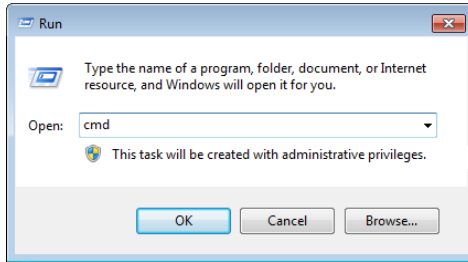 Run
Type the name of a program, folder, document, or Internet
resource, and Windows will open it for you.
Open: cmd
This task will be created with administrative privileges.
OK Cancel Browse...